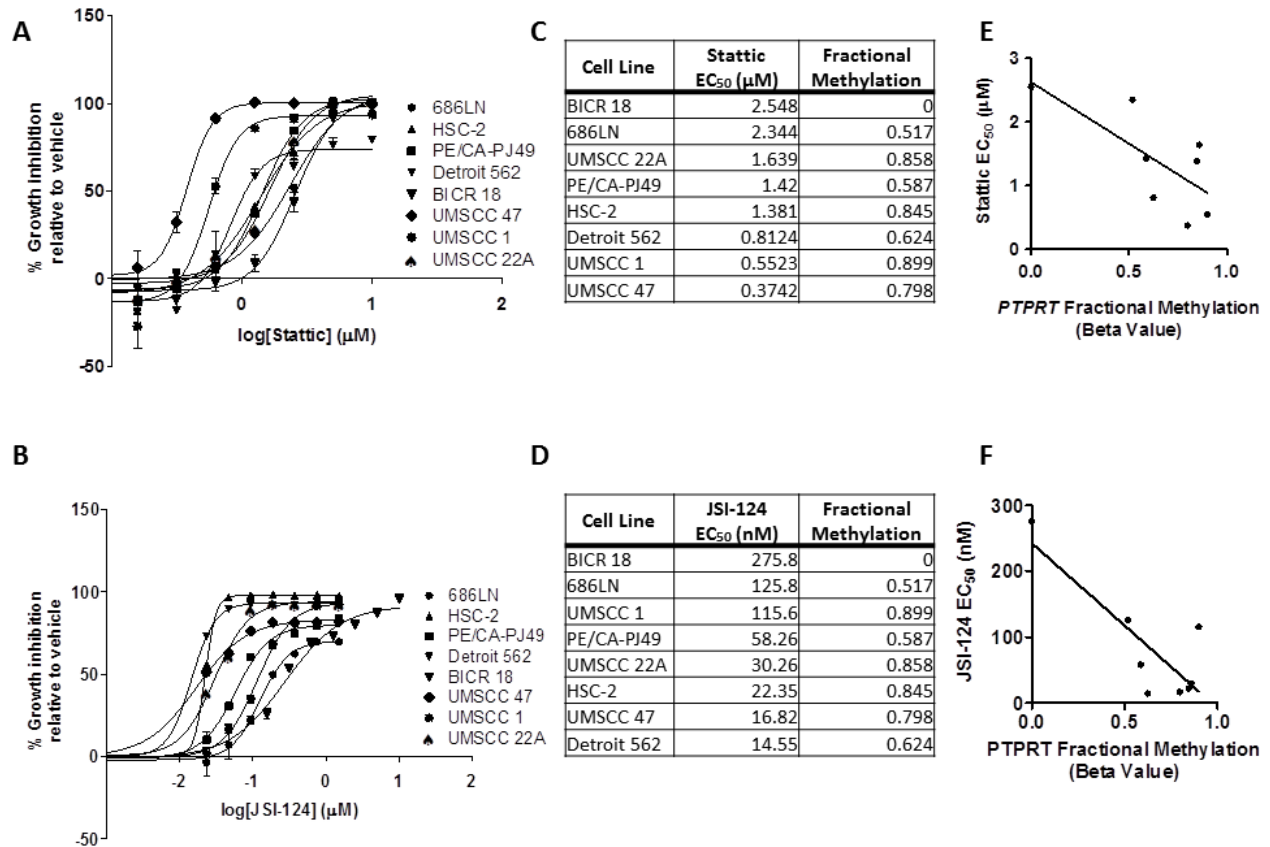 A
150
100
50
0
-50
% Growth Inhibition
relative to vehicle
0
1
2
log[Stattic] (µM)
686LN
HSC-2
PE/CA-PJ49
Detroit 562
BICR 18
UMSCC 47
UMSCC 1
UMSCC 22A
C
Cell Line Stattic EC50 (µM) Fractional Methylation
BICR 18 2.548 0
686LN 2.344 0.517
UMSCC 22A 1.639 0.858
PE/CA-PJ49 1.42 0.587
HSC-2 1.381 0.845
Detroit 562 0.8124 0.624
UMSCC 1 0.5523 0.899
UMSCC 47 0.3742 0.798
E
3
2
1
0
Stattic EC50 (µM)
0.0 0.5 1.0
PTPRT Fractional Methylation
(Beta Value)
B
150
100
50
0
-50
% Growth inhibition
relative to vehicle
-2 -1 0 1 2
log[JSI-124] (µM)
686LN
HSC-2
PE/CA-PJ49
Detroit 562
BICR 18
UMSCC 47
UMSCC 1
UMSCC 22A
D
Cell Line JSI-124 EC50 (nM) Fractional Methylation
BICR 18 275.8 0
686LN 125.8 0.517
UMSCC 1 115.6 0.899
PE/CA-PJ49 58.26 0.587
UMSCC 22A 30.26 0.858
HSC-2 22.35 0.845
UMSCC 47 16.82 0.798
Detroit 562 14.55 0.624
F
300
200
100
0
JSI-124 EC50 (nM)
0.0 0.5 1.0
PTPRT Fractional Methylation
(Beta Value)